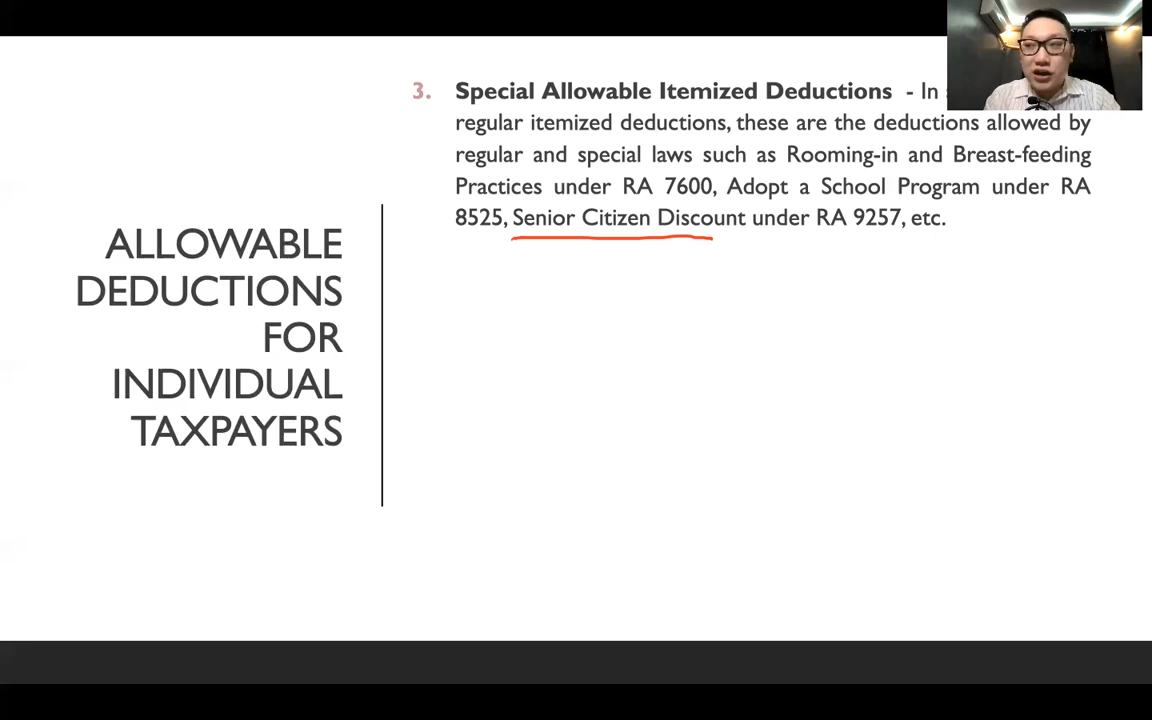 3. Special Allowable Itemized Deductions - In
regular itemized deductions, these are the deductions allowed by
regular and special laws such as Rooming-in and Breast-feeding
Practices under RA 7600, Adopt a School Program under RA
8525, Senior Citizen Discount under RA 9257, etc.
ALLOWABLE
DEDUCTIONS
FOR
INDIVIDUAL
TAXPAYERS